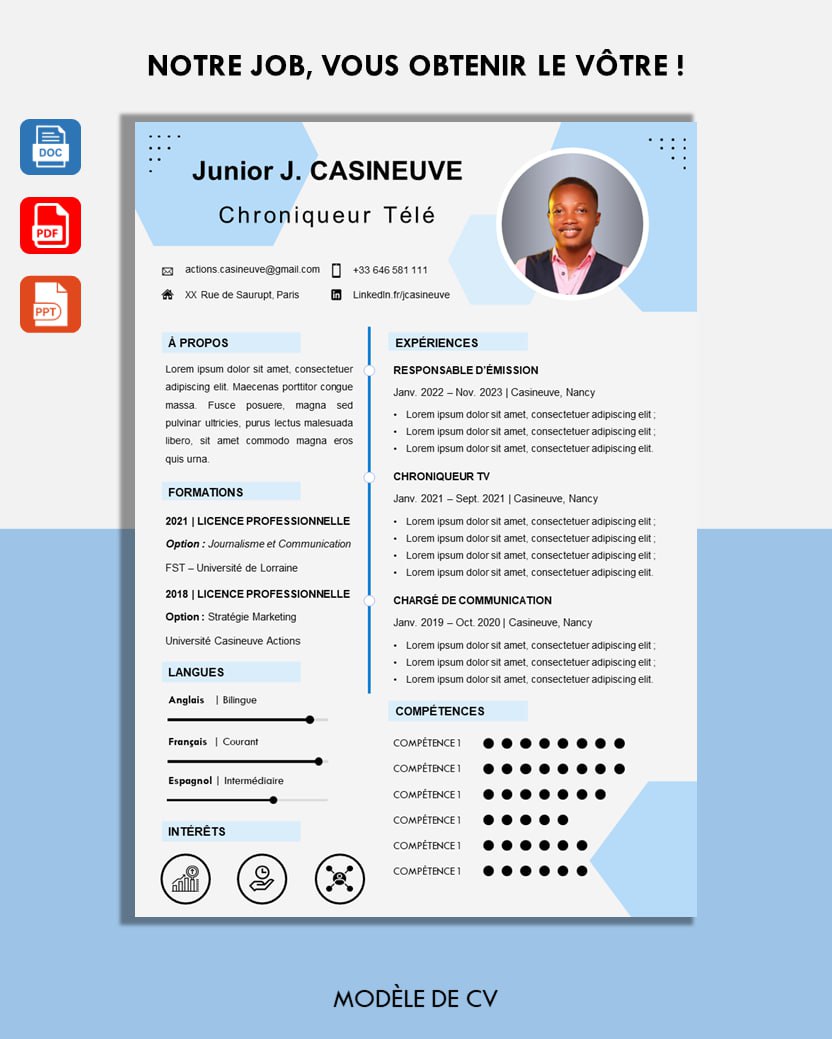 NOTRE JOB, VOUS OBTENIR LE VÔTRE !
DOC
PDF
PPT
Junior J. CASINEUVE
Chroniqueur Télé
actions.casineuve@gmail.com
+33 646 581 111
XX Rue de Saurupt, Paris
LinkedIn.fr/jcasineuve
À PROPOS
Lorem ipsum dolor sit amet, consectetuer
adipiscing elit. Maecenas porttitor congue
massa. Fusce posuere, magna sed
pulvinar ultricies, purus lectus malesuada
libero, sit amet commodo magna eros
quis urna.
FORMATIONS
2021 | LICENCE PROFESSIONNELLE
Option : Journalisme et Communication
FST – Université de Lorraine
2018 | LICENCE PROFESSIONNELLE
Option : Stratégie Marketing
Université Casineuve Actions
LANGUES
Anglais | Bilingue
Français | Courant
Espagnol | Intermédiaire
INTÉRÊTS
EXPÉRIENCES
RESPONSABLE D'ÉMISSION
Janv. 2022 – Nov. 2023 | Casineuve, Nancy
• Lorem ipsum dolor sit amet, consectetuer adipiscing elit ;
• Lorem ipsum dolor sit amet, consectetuer adipiscing elit ;
• Lorem ipsum dolor sit amet, consectetuer adipiscing elit.
CHRONIQUEUR TV
Janv. 2021 – Sept. 2021 | Casineuve, Nancy
• Lorem ipsum dolor sit amet, consectetuer adipiscing elit ;
• Lorem ipsum dolor sit amet, consectetuer adipiscing elit ;
• Lorem ipsum dolor sit amet, consectetuer adipiscing elit ;
• Lorem ipsum dolor sit amet, consectetuer adipiscing elit.
CHARGÉ DE COMMUNICATION
Janv. 2019 – Oct. 2020 | Casineuve, Nancy
• Lorem ipsum dolor sit amet, consectetuer adipiscing elit ;
• Lorem ipsum dolor sit amet, consectetuer adipiscing elit ;
• Lorem ipsum dolor sit amet, consectetuer adipiscing elit.
COMPÉTENCES
COMPÉTENCE 1
COMPÉTENCE 1
COMPÉTENCE 1
COMPÉTENCE 1
COMPÉTENCE 1
COMPÉTENCE 1
MODÈLE DE CV